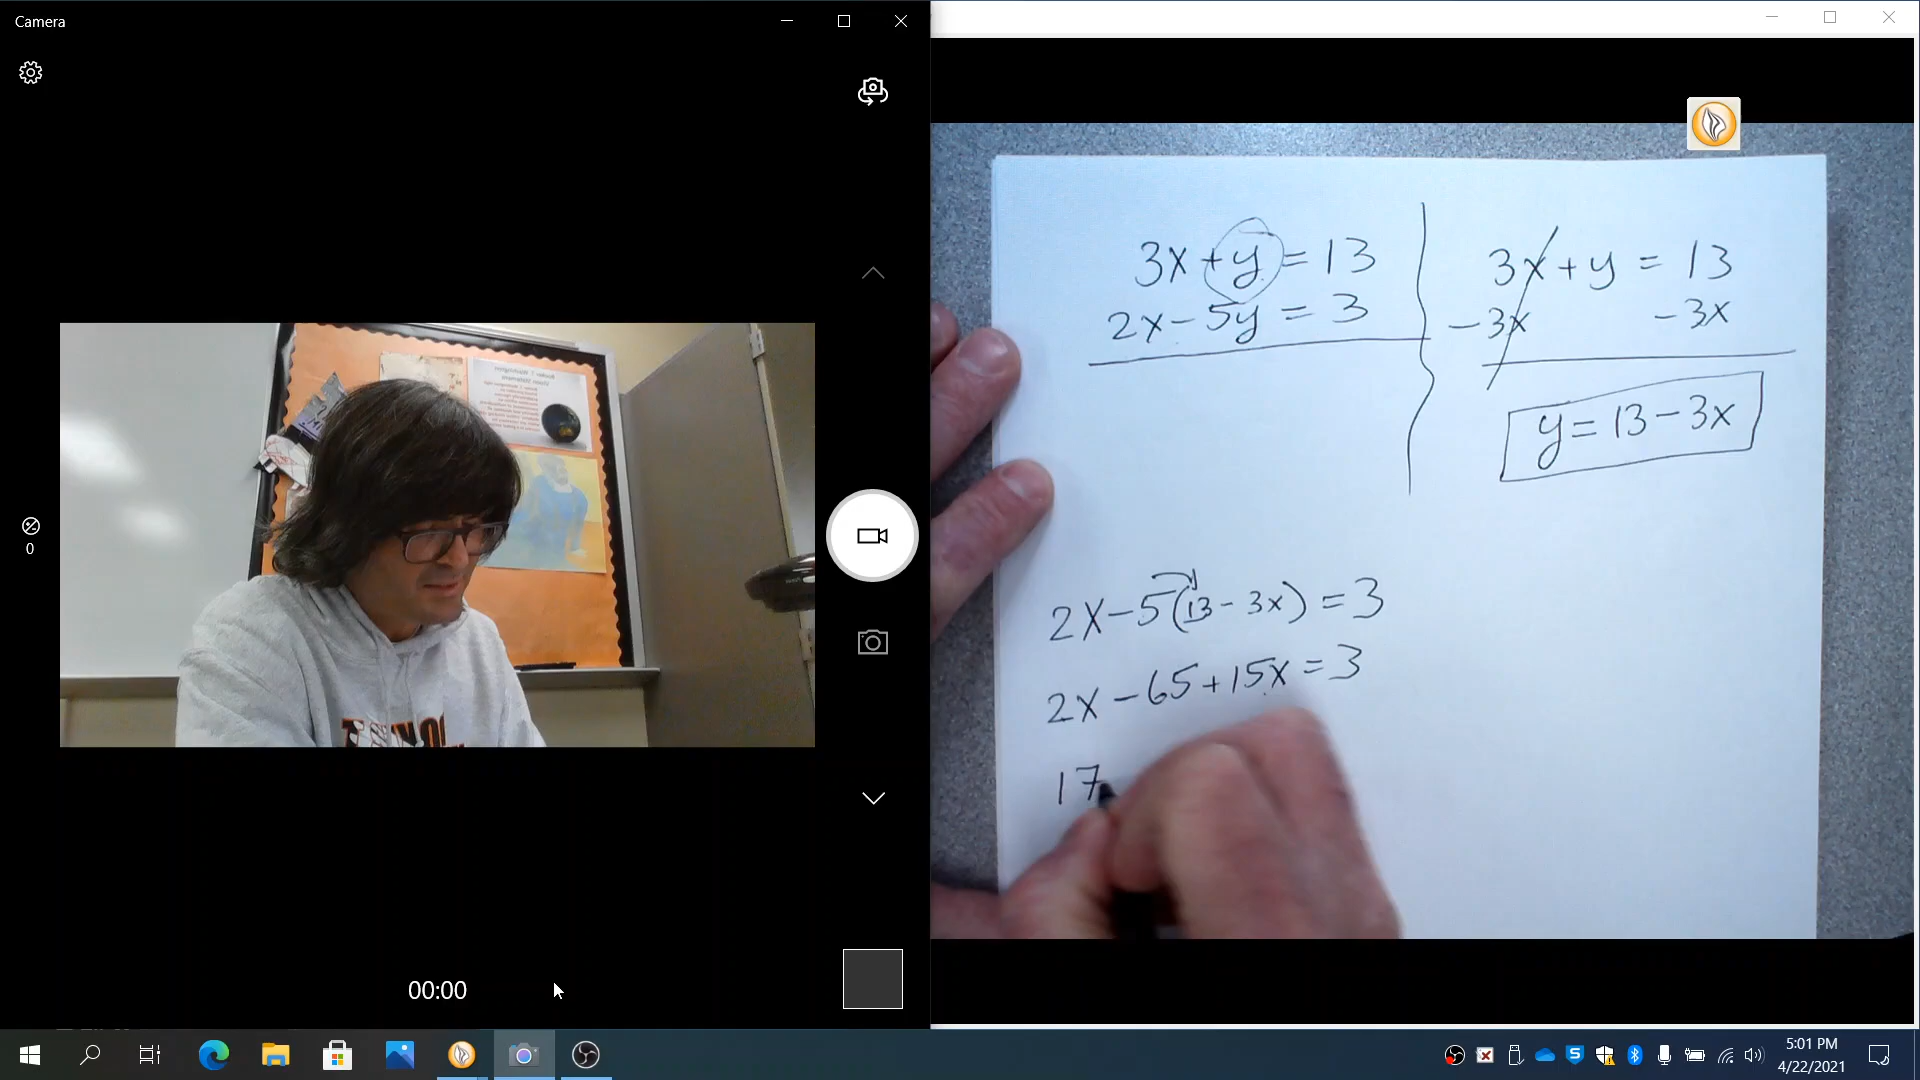 Camera
0
00:00
3x + y = 13
2x - 5y = 3
3x + y = 13
-3x -3x
y = 13 - 3x
2x - 5(13 - 3x) = 3
2x - 65 + 15x = 3
17
5:01 PM
4/22/2021